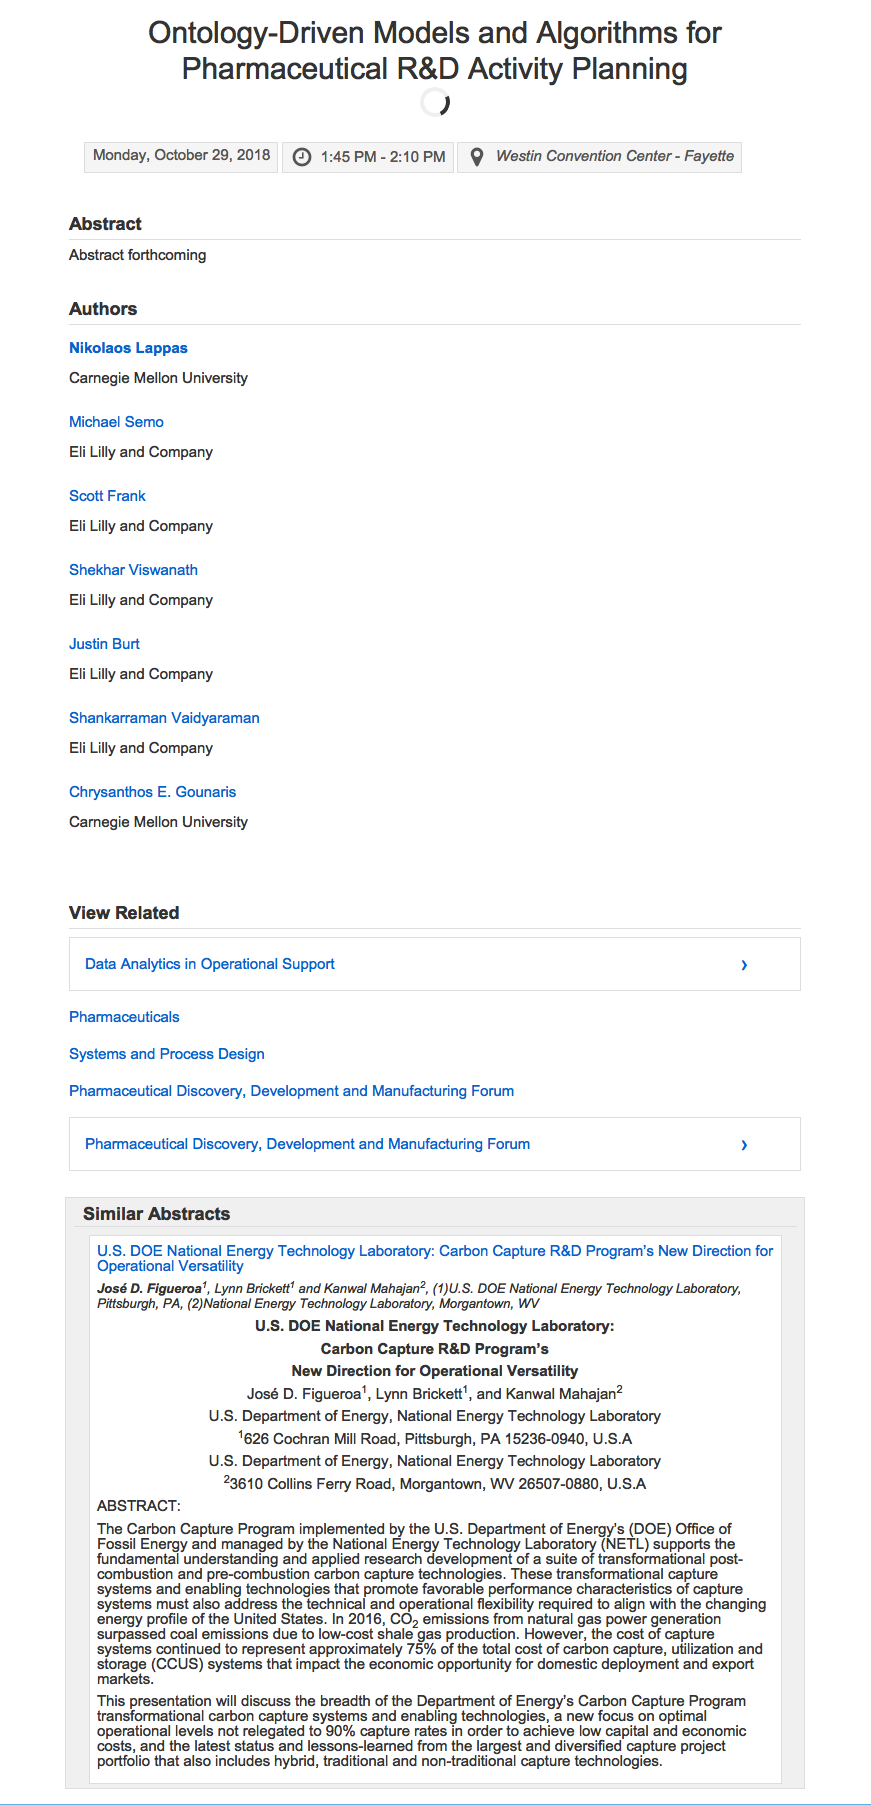 Ontology-Driven Models and Algorithms for
Pharmaceutical R&D Activity Planning
Monday, October 29, 2018
1:45 PM - 2:10 PM
Westin Convention Center - Fayette
Abstract
Abstract forthcoming
Authors
Nikolaos Lappas
Carnegie Mellon University
Michael Semo
Eli Lilly and Company
Scott Frank
Eli Lilly and Company
Shekhar Viswanath
Eli Lilly and Company
Justin Burt
Eli Lilly and Company
Shankarraman Vaidyaraman
Eli Lilly and Company
Chrysanthos E. Gounaris
Carnegie Mellon University
View Related
Data Analytics in Operational Support ›
Pharmaceuticals
Systems and Process Design
Pharmaceutical Discovery, Development and Manufacturing Forum
Pharmaceutical Discovery, Development and Manufacturing Forum ›
Similar Abstracts
U.S. DOE National Energy Technology Laboratory: Carbon Capture R&D Program's New Direction for
Operational Versatility
José D. Figueroa¹, Lynn Brickett¹ and Kanwal Mahajan², (1)U.S. DOE National Energy Technology Laboratory,
Pittsburgh, PA, (2)National Energy Technology Laboratory, Morgantown, WV
U.S. DOE National Energy Technology Laboratory:
Carbon Capture R&D Program's
New Direction for Operational Versatility
José D. Figueroa¹, Lynn Brickett¹, and Kanwal Mahajan²
U.S. Department of Energy, National Energy Technology Laboratory
¹626 Cochran Mill Road, Pittsburgh, PA 15236-0940, U.S.A
U.S. Department of Energy, National Energy Technology Laboratory
²3610 Collins Ferry Road, Morgantown, WV 26507-0880, U.S.A
ABSTRACT:
The Carbon Capture Program implemented by the U.S. Department of Energy's (DOE) Office of
Fossil Energy and managed by the National Energy Technology Laboratory (NETL) supports the
fundamental understanding and applied research development of a suite of transformational post-
combustion and pre-combustion carbon capture technologies. These transformational capture
systems and enabling technologies that promote favorable performance characteristics of capture
systems must also address the technical and operational flexibility required to align with the changing
energy profile of the United States. In 2016, CO₂ emissions from natural gas power generation
surpassed coal emissions due to low-cost shale gas production. However, the cost of capture
systems continued to represent approximately 75% of the total cost of carbon capture, utilization and
storage (CCUS) systems that impact the economic opportunity for domestic deployment and export
markets.
This presentation will discuss the breadth of the Department of Energy's Carbon Capture Program
transformational carbon capture systems and enabling technologies, a new focus on optimal
operational levels not relegated to 90% capture rates in order to achieve low capital and economic
costs, and the latest status and lessons-learned from the largest and diversified capture project
portfolio that also includes hybrid, traditional and non-traditional capture technologies.